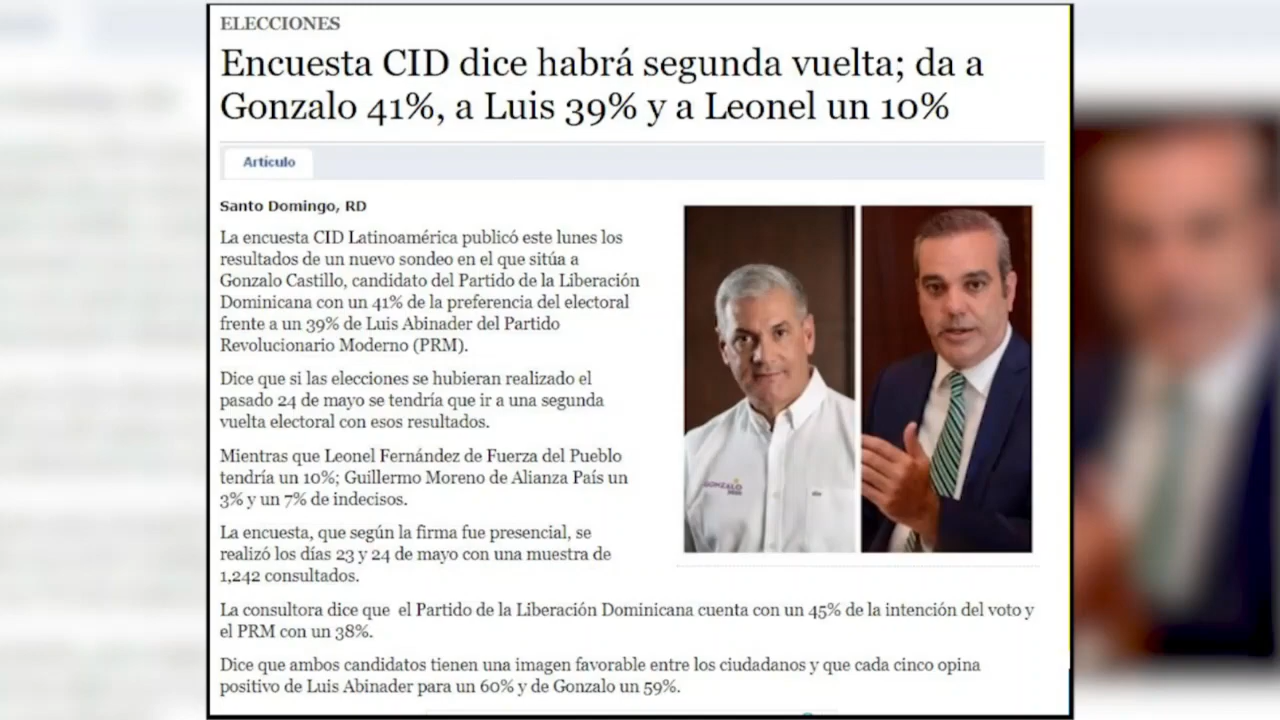 ELECCIONES
Encuesta CID dice habrá segunda vuelta; da a
Gonzalo 41%, a Luis 39% y a Leonel un 10%
Artículo
Santo Domingo, RD
La encuesta CID Latinoamérica publicó este lunes los
resultados de un nuevo sondeo en el que sitúa a
Gonzalo Castillo, candidato del Partido de la Liberación
Dominicana con un 41% de la preferencia del electoral
frente a un 39% de Luis Abinader del Partido
Revolucionario Moderno (PRM).
Dice que si las elecciones se hubieran realizado el
pasado 24 de mayo se tendría que ir a una segunda
vuelta electoral con esos resultados.
Mientras que Leonel Fernández de Fuerza del Pueblo
tendría un 10%; Guillermo Moreno de Alianza País un
3% y un 7% de indecisos.
La encuesta, que según la firma fue presencial, se
realizó los días 23 y 24 de mayo con una muestra de
1,242 consultados.
La consultora dice que el Partido de la Liberación Dominicana cuenta con un 45% de la intención del voto y
el PRM con un 38%.
Dice que ambos candidatos tienen una imagen favorable entre los ciudadanos y que cada cinco opina
positivo de Luis Abinader para un 60% y de Gonzalo un 59%.
GONZALO